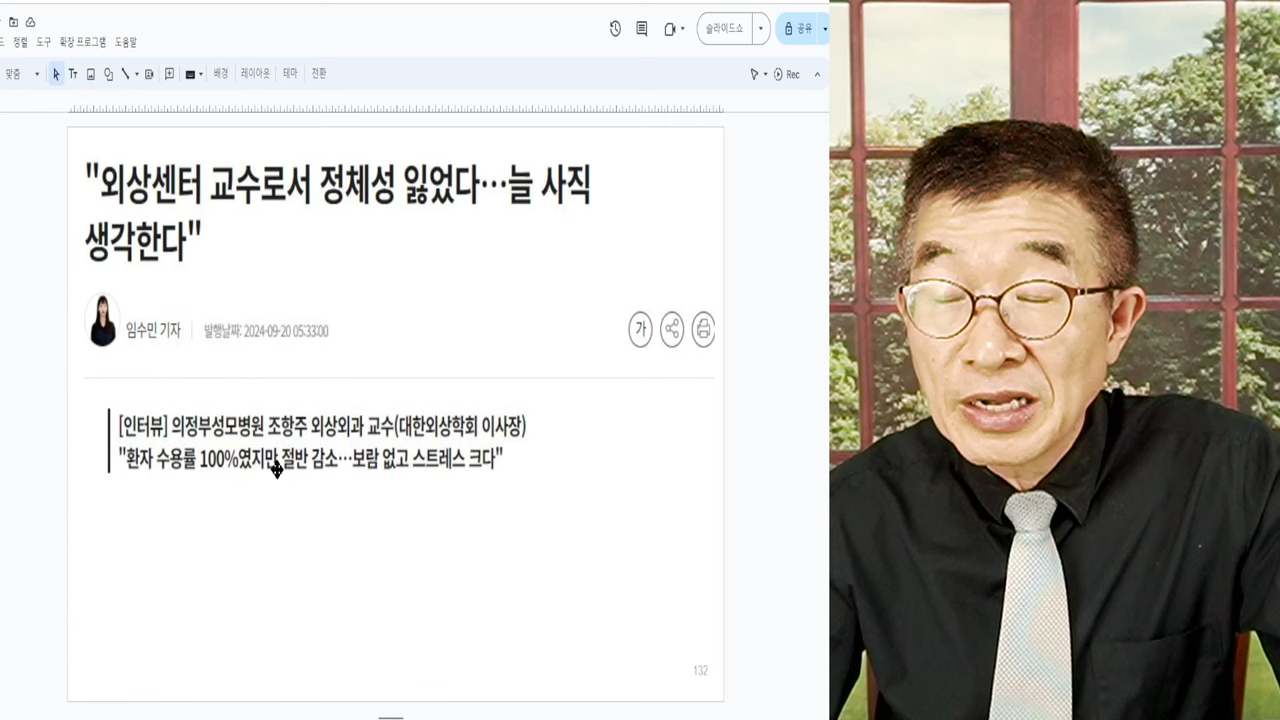 정렬 도구 확장 프로그램 도움말
슬라이드쇼
공유
맞춤
배경 레이아웃 테마 전환
Rec
"외상센터 교수로서 정체성 잃었다…늘 사직
생각한다"
임수민 기자 발행날짜: 2024-09-20 05:33:00
가
[인터뷰] 의정부성모병원 조항주 외상외과 교수(대한외상학회 이사장)
"환자 수용률 100%였지만 절반 감소…보람 없고 스트레스 크다"
132